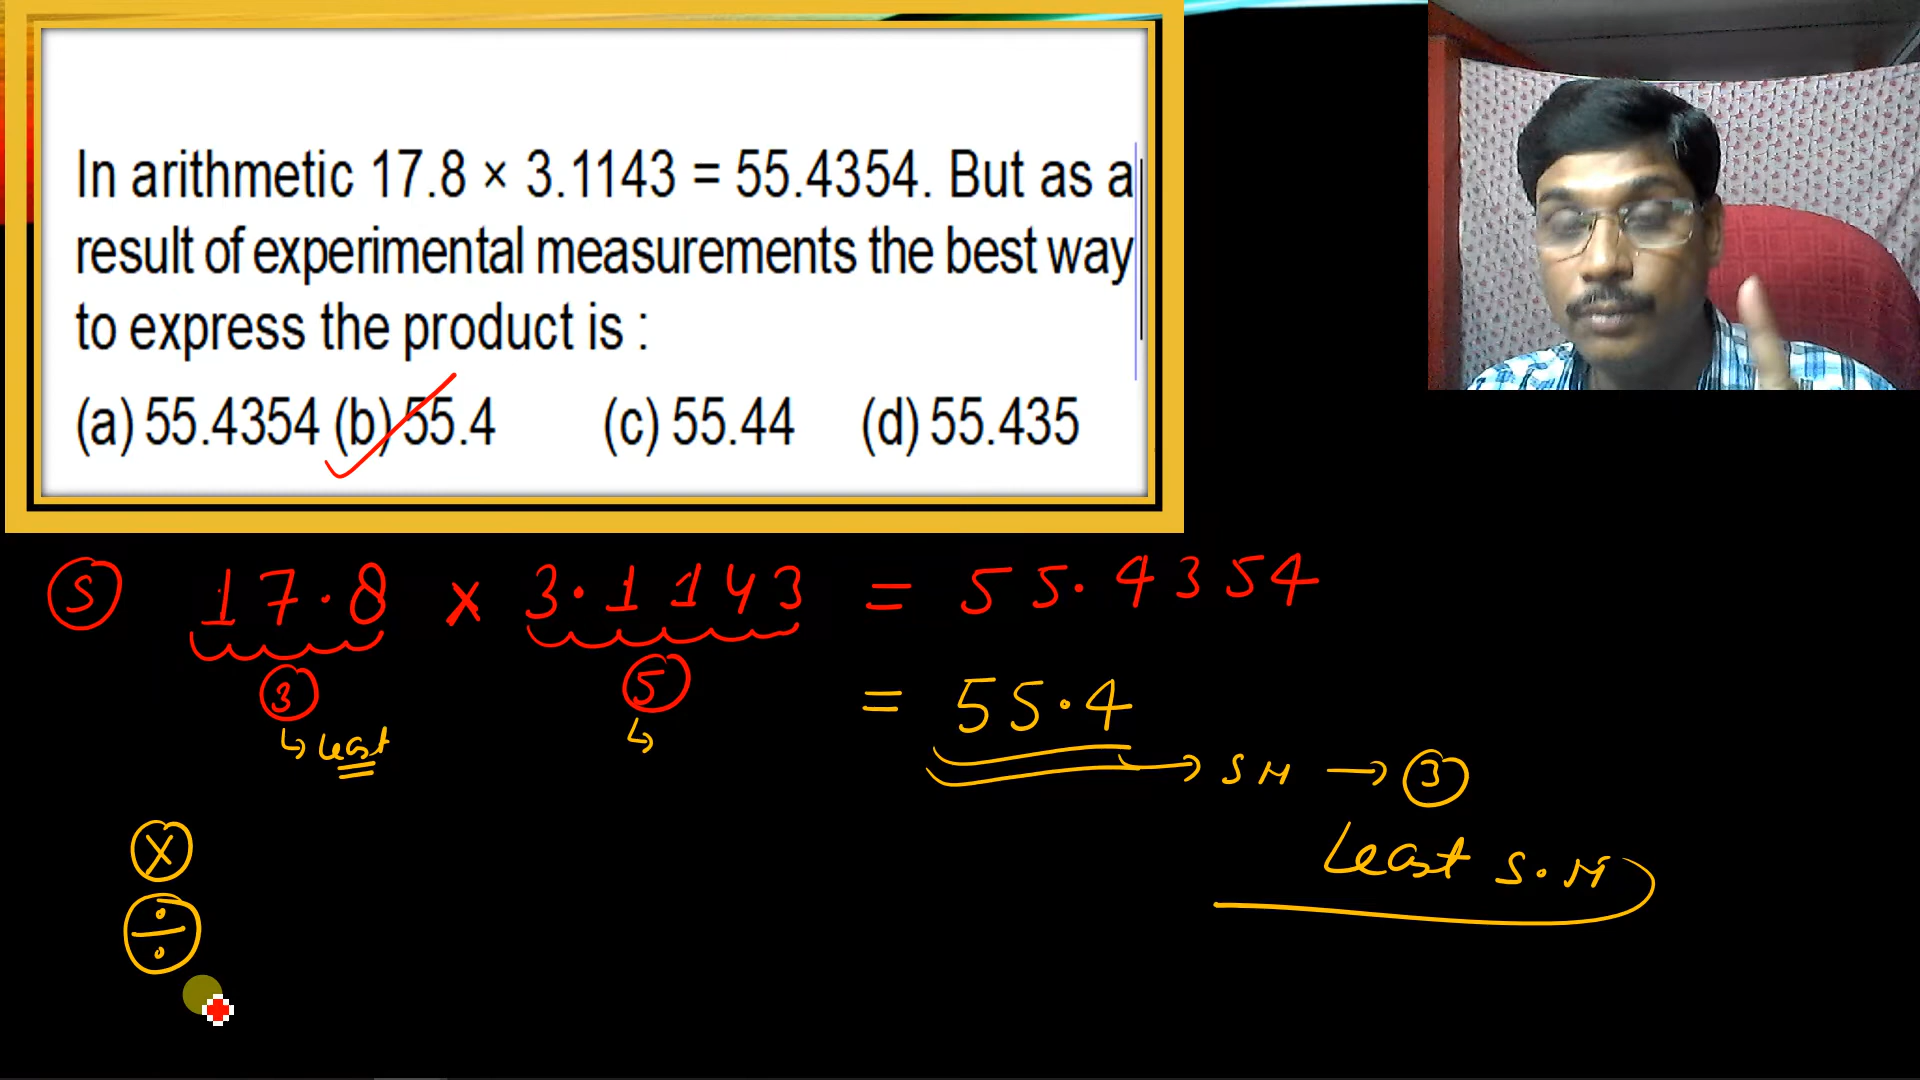 In arithmetic 17.8 × 3.1143 = 55.4354. But as a
result of experimental measurements the best way
to express the product is :
(a) 55.4354 (b) 55.4 (c) 55.44 (d) 55.435
S 17.8 x 3.1143 = 55.4354
3 5
= 55.4
↳ Least ↳
→ S M → 3
Least S.M
×
÷